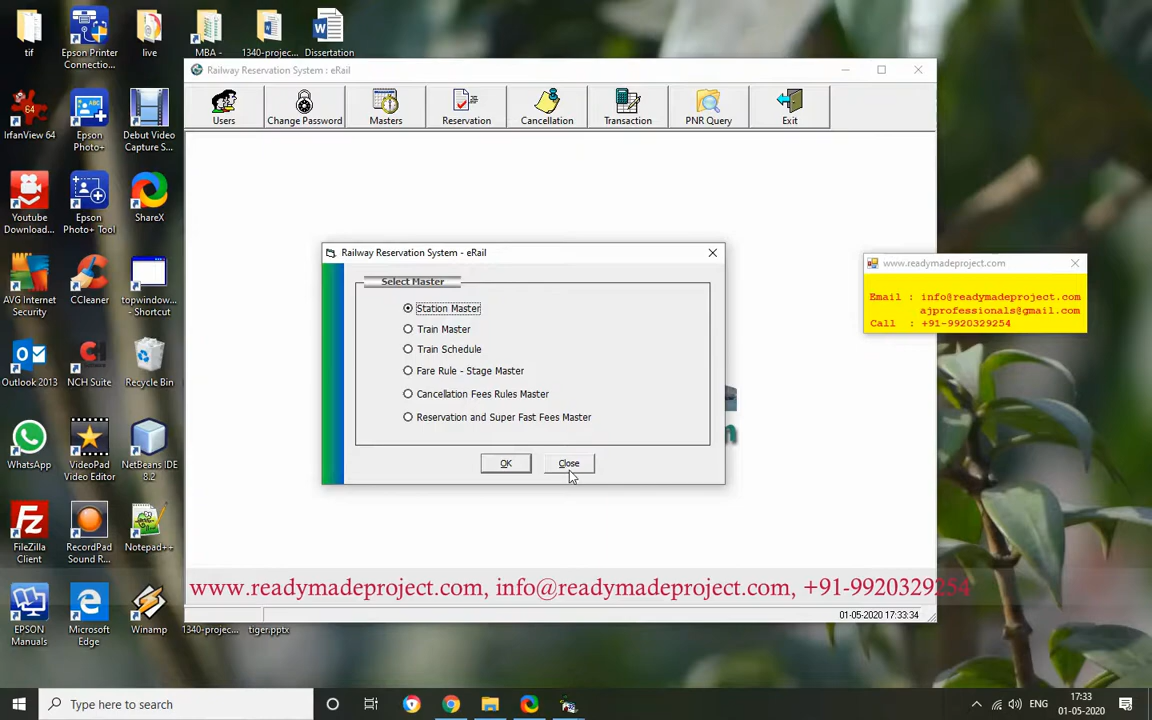 tif
Epson Printer
Connectio...
live
MBA -
1340-projec...
Dissertation
IrfanView 64
Epson
Photo+
Debut Video
Capture S...
Youtube
Download...
Epson
Photo+ Tool
ShareX
AVG Internet
Security
CCleaner
topwindow...
- Shortcut
Outlook 2013
NCH Suite
Recycle Bin
WhatsApp
VideoPad
Video Editor
NetBeans IDE
8.2
FileZilla
Client
RecordPad
Sound R...
Notepad++
EPSON
Manuals
Microsoft
Edge
Winamp
1340-projec...
tiger.pptx
Railway Reservation System : eRail
Users
Change Password
Masters
Reservation
Cancellation
Transaction
PNR Query
Exit
Railway Reservation System - eRail
Select Master
Station Master
Train Master
Train Schedule
Fare Rule - Stage Master
Cancellation Fees Rules Master
Reservation and Super Fast Fees Master
OK
Close
www.readymadeproject.com
Email : info@readymadeproject.com
ajprofessionals@gmail.com
Call : +91-9920329254
www.readymadeproject.com, info@readymadeproject.com, +91-9920329254
01-05-2020 17:33:34
Type here to search
ENG
17:33
01-05-2020